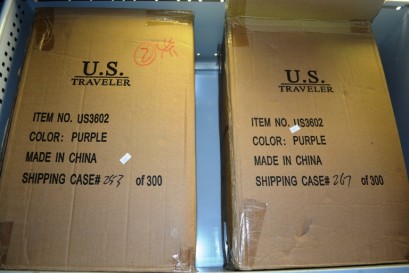 U.S.
TRAVELER
ITEM NO. US3602
COLOR: PURPLE
MADE IN CHINA
SHIPPING CASE# 253 of 300
U.S.
TRAVELER
ITEM NO. US3602
COLOR: PURPLE
MADE IN CHINA
SHIPPING CASE# 267 of 300